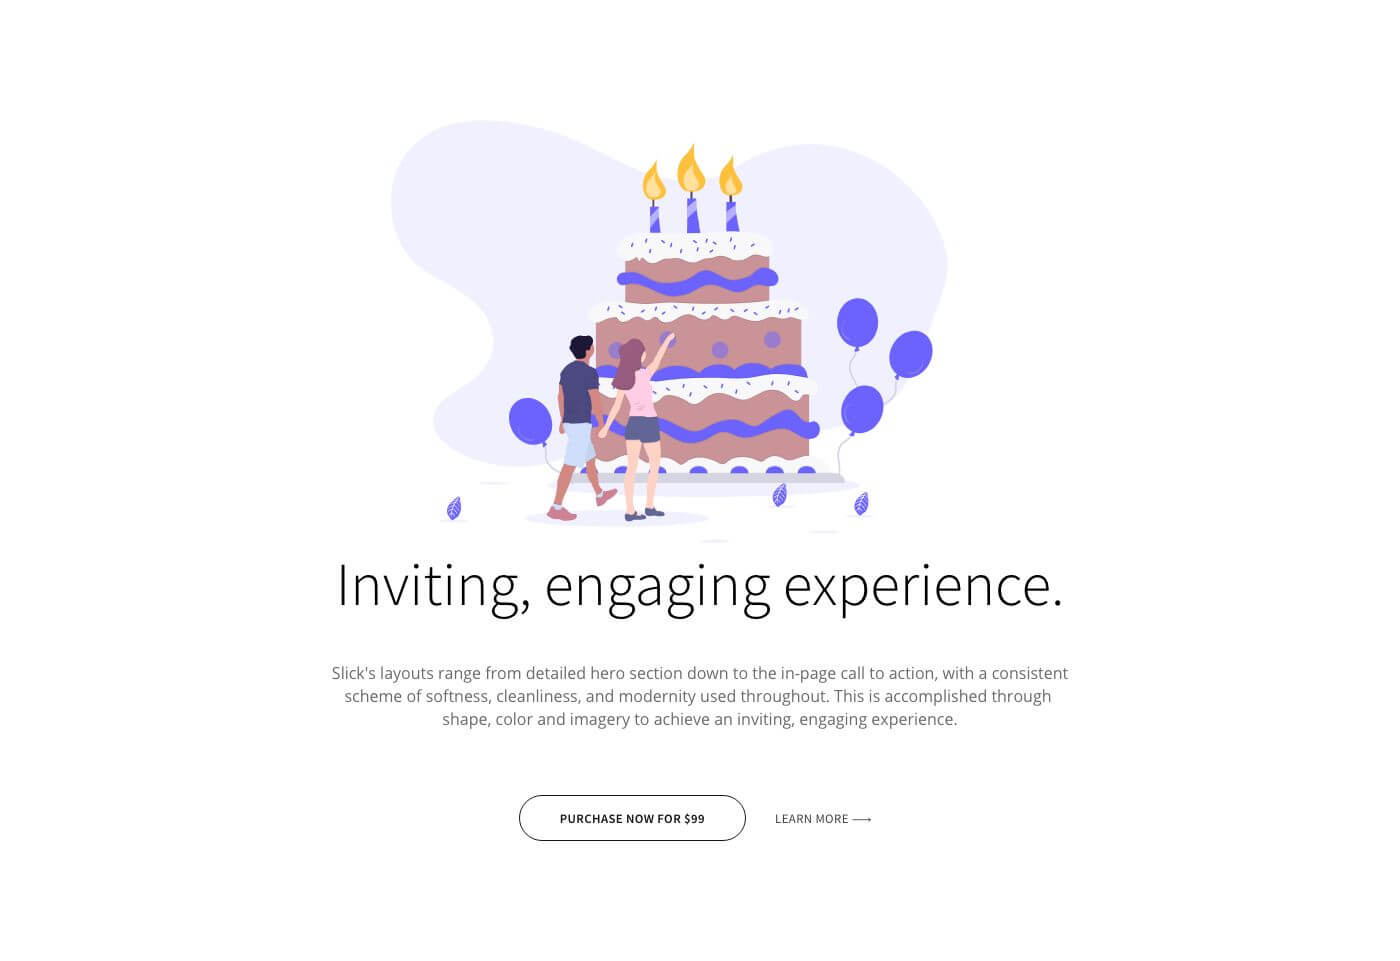 Inviting, engaging experience.
Slick's layouts range from detailed hero section down to the in-page call to action, with a consistent
scheme of softness, cleanliness, and modernity used throughout. This is accomplished through
shape, color and imagery to achieve an inviting, engaging experience.
PURCHASE NOW FOR $99
LEARN MORE ⟶